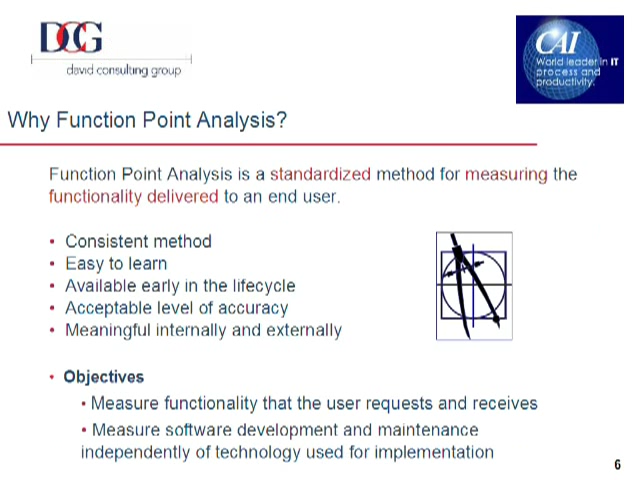 DCG
david consulting group
CAI
World leader in IT
process and
productivity.
Why Function Point Analysis?
Function Point Analysis is a standardized method for measuring the
functionality delivered to an end user.
• Consistent method
• Easy to learn
• Available early in the lifecycle
• Acceptable level of accuracy
• Meaningful internally and externally
• Objectives
• Measure functionality that the user requests and receives
• Measure software development and maintenance
independently of technology used for implementation
6